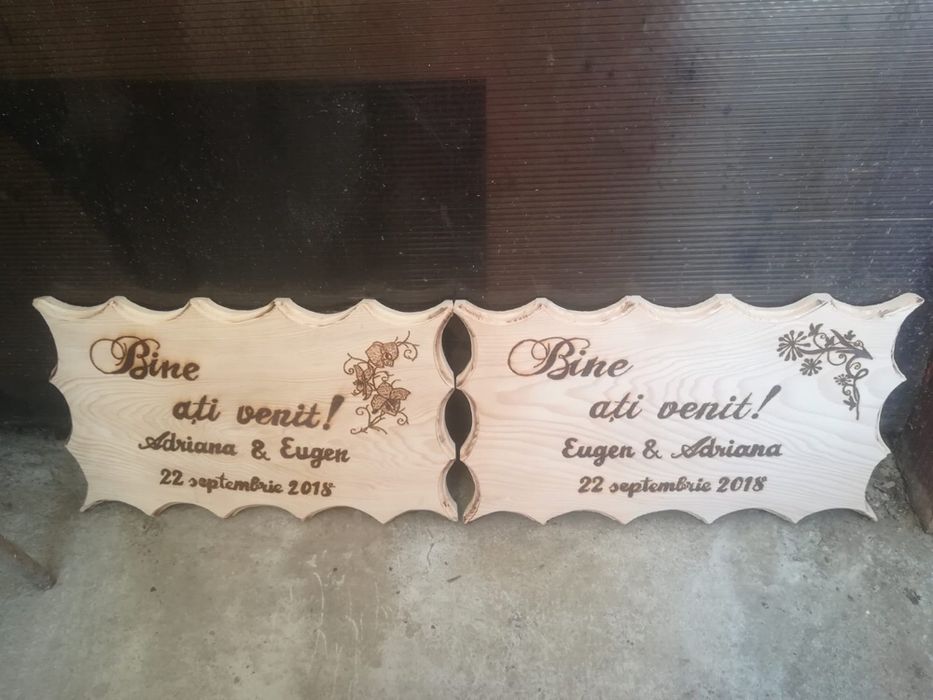 Bine
ați venit!
Adriana & Eugen
22 septembrie 2018
Bine
ați venit!
Eugen & Adriana
22 septembrie 2018